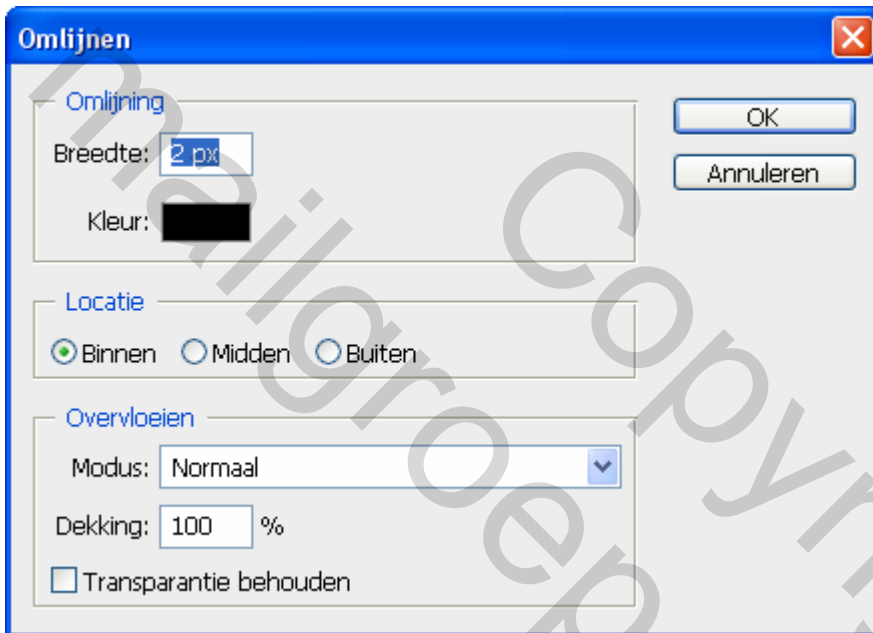 Omlijnen
Omlijning
Breedte: 2 px
Kleur:
OK
Annuleren
Locatie
Binnen Midden Buiten
Overvloeien
Modus: Normaal
Dekking: 100 %
Transparantie behouden